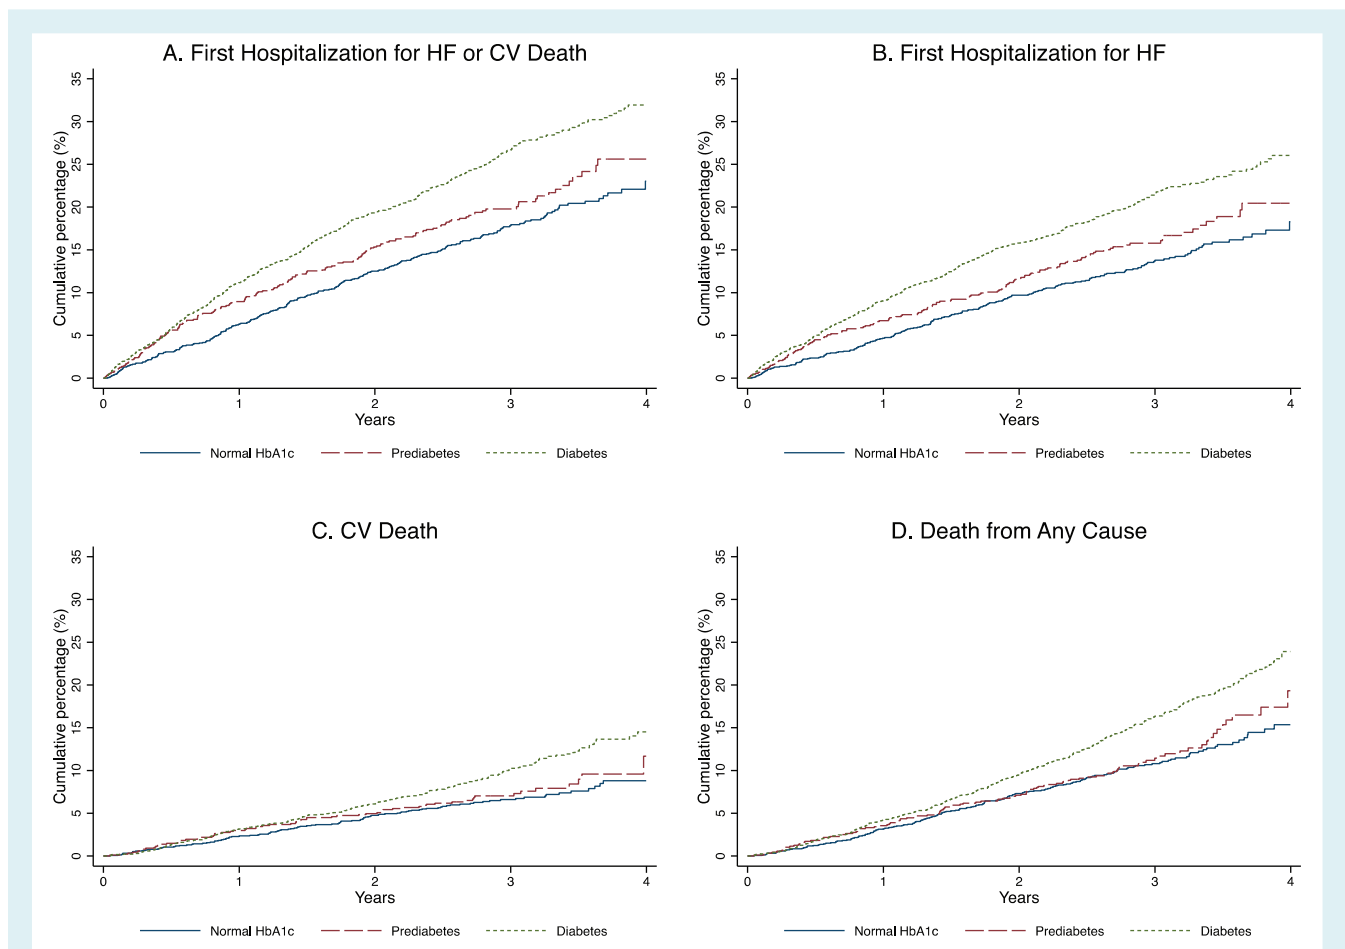 A. First Hospitalization for HF or CV Death
Cumulative percentage (%)
35
30
25
20
15
10
5
0
0 1 2 3 4
Years
Normal HbA1c Prediabetes Diabetes
B. First Hospitalization for HF
Cumulative percentage (%)
35
30
25
20
15
10
5
0
0 1 2 3 4
Years
Normal HbA1c Prediabetes Diabetes
C. CV Death
Cumulative percentage (%)
35
30
25
20
15
10
5
0
0 1 2 3 4
Years
Normal HbA1c Prediabetes Diabetes
D. Death from Any Cause
Cumulative percentage (%)
35
30
25
20
15
10
5
0
0 1 2 3 4
Years
Normal HbA1c Prediabetes Diabetes